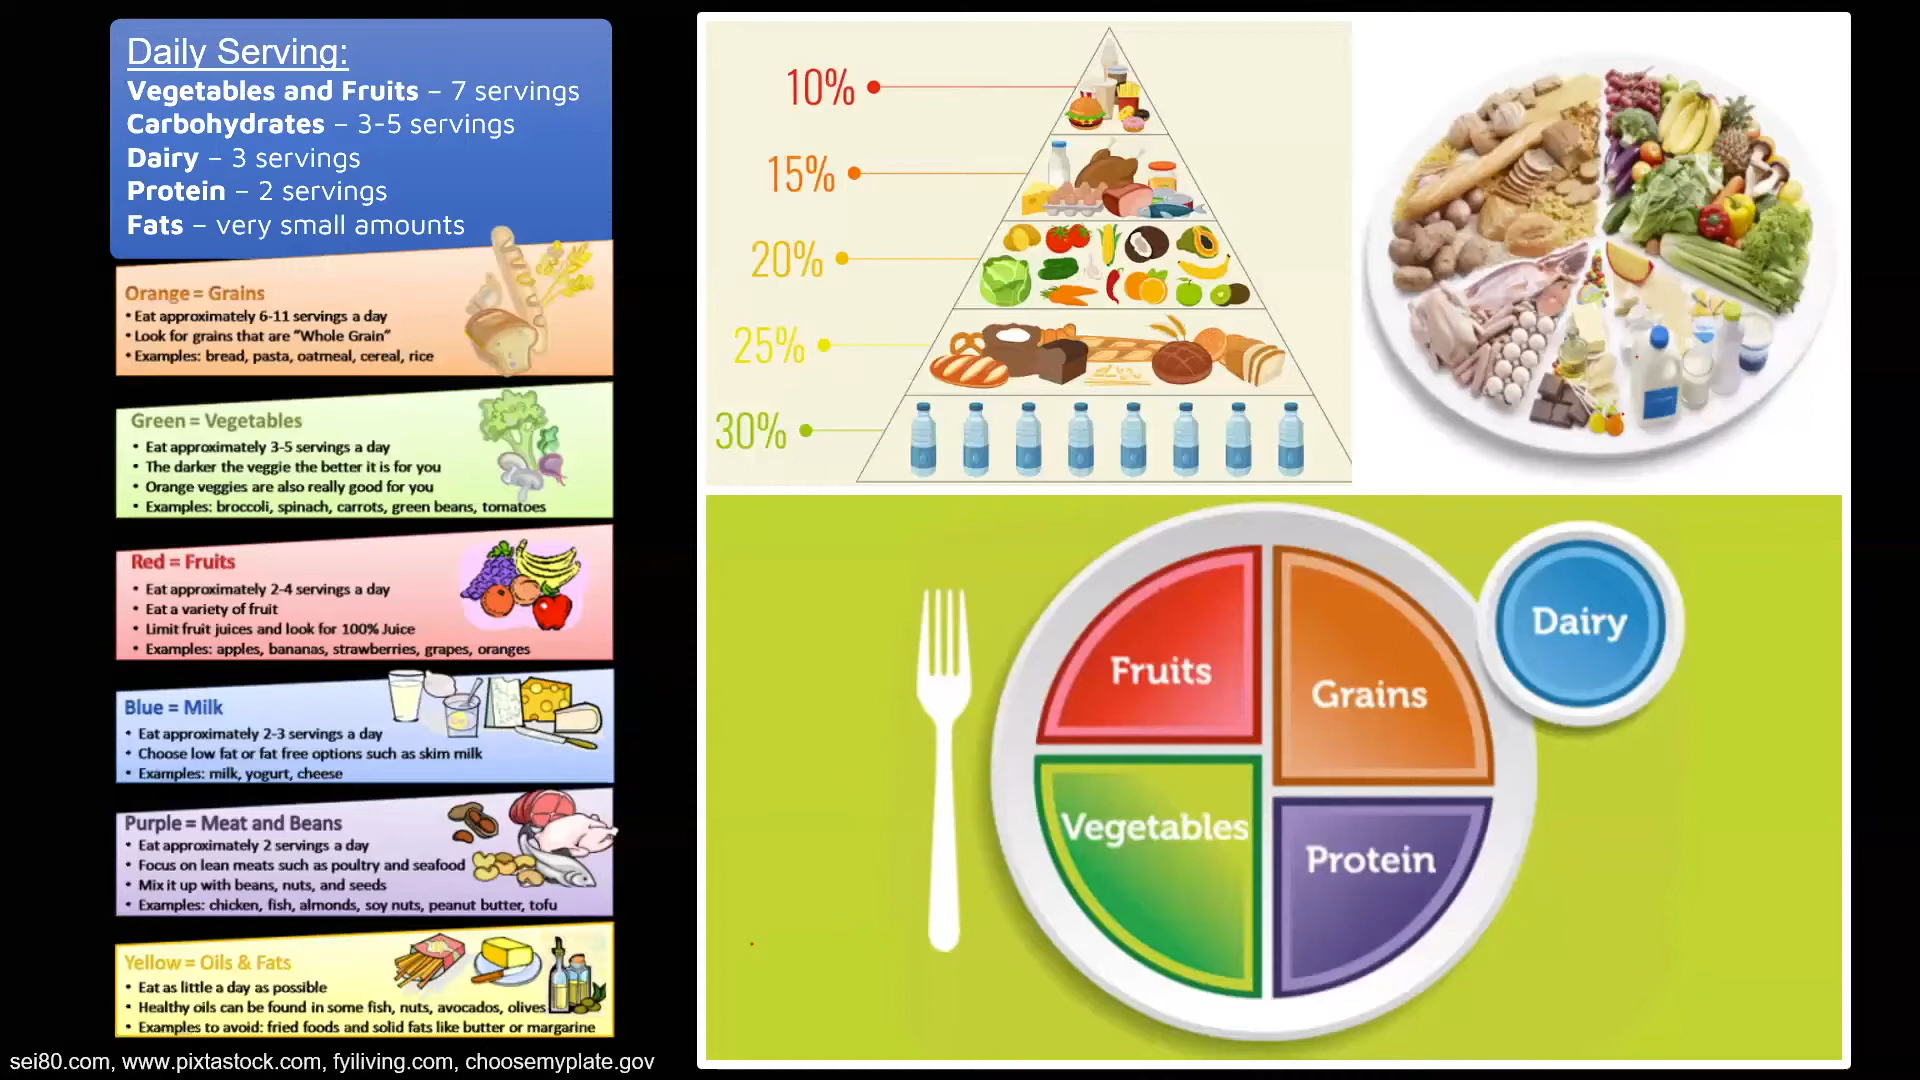 Daily Serving:
Vegetables and Fruits – 7 servings
Carbohydrates – 3-5 servings
Dairy – 3 servings
Protein – 2 servings
Fats – very small amounts
Orange = Grains
• Eat approximately 6-11 servings a day
• Look for grains that are "Whole Grain"
• Examples: bread, pasta, oatmeal, cereal, rice
Green = Vegetables
• Eat approximately 3-5 servings a day
• The darker the veggie the better it is for you
• Orange veggies are also really good for you
• Examples: broccoli, spinach, carrots, green beans, tomatoes
Red = Fruits
• Eat approximately 2-4 servings a day
• Eat a variety of fruit
• Limit fruit juices and look for 100% Juice
• Examples: apples, bananas, strawberries, grapes, oranges
Blue = Milk
• Eat approximately 2-3 servings a day
• Choose low fat or fat free options such as skim milk
• Examples: milk, yogurt, cheese
Purple = Meat and Beans
• Eat approximately 2 servings a day
• Focus on lean meats such as poultry and seafood
• Mix it up with beans, nuts, and seeds
• Examples: chicken, fish, almonds, soy nuts, peanut butter, tofu
Yellow = Oils & Fats
• Eat as little a day as possible
• Healthy oils can be found in some fish, nuts, avocados, olives
• Examples to avoid: fried foods and solid fats like butter or margarine
sei80.com, www.pixtastock.com, fyiliving.com, choosemyplate.gov
10%
15%
20%
25%
30%
Dairy
Fruits
Grains
Vegetables
Protein